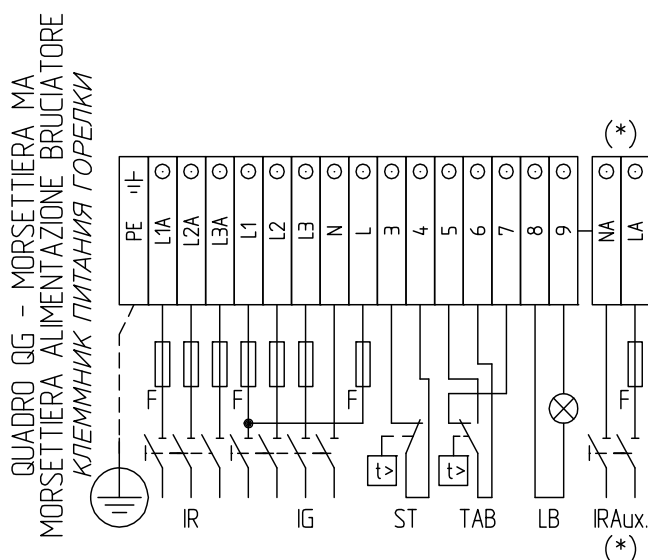 QUADRO QG - MORSETTIERA MA
MORSETTIERA ALIMENTAZIONE BRUCIATORE
КЛЕММНИК ПИТАНИЯ ГОРЕЛКИ
(*)
PE L1A L2A L3A L1 L2 L3 N L 3 4 5 6 7 8 9 NA LA
F F F F
t> t>
IR IG ST TAB LB IRAux.
(*)